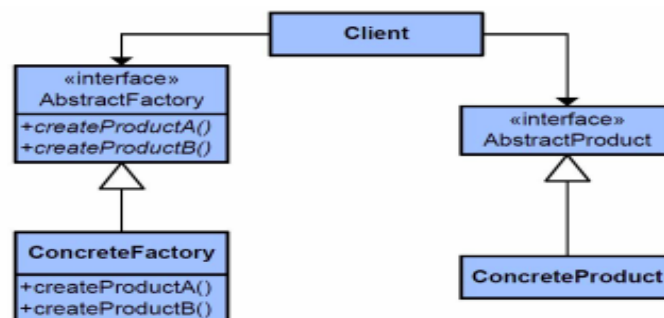 Client
«interface»
AbstractFactory
+createProductA()
+createProductB()
«interface»
AbstractProduct
ConcreteFactory
+createProductA()
+createProductB()
ConcreteProduct